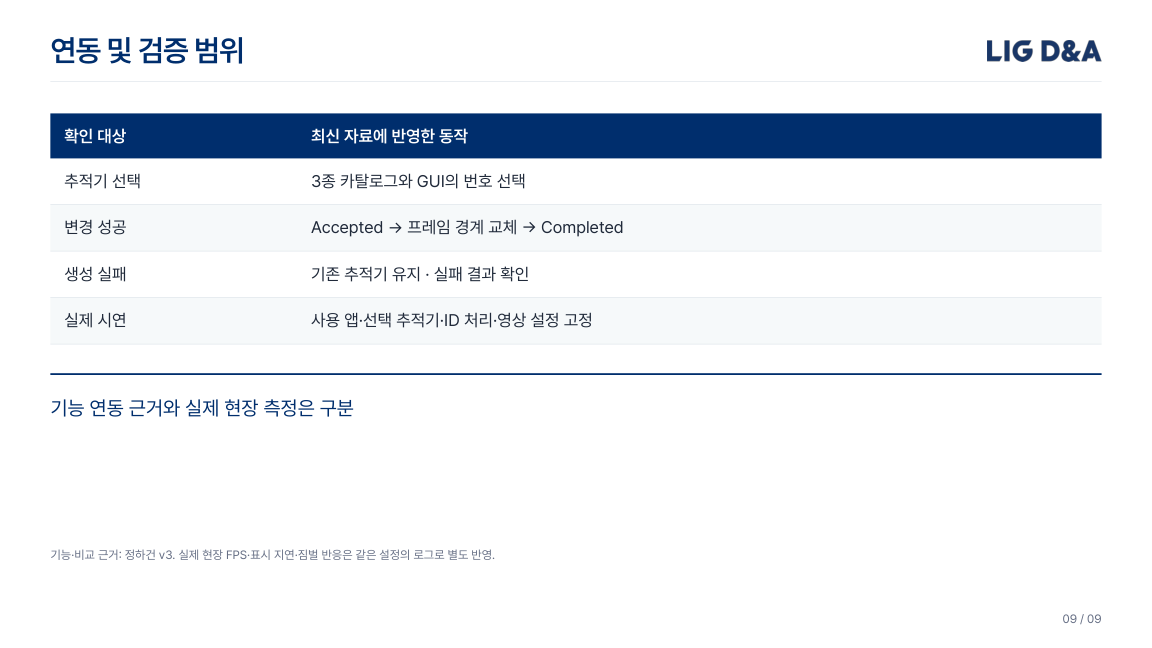 연동 및 검증 범위
LIG D&A
확인 대상 최신 자료에 반영한 동작
추적기 선택 3종 카탈로그와 GUI의 번호 선택
변경 성공 Accepted → 프레임 경계 교체 → Completed
생성 실패 기존 추적기 유지 · 실패 결과 확인
실제 시연 사용 앱·선택 추적기·ID 처리·영상 설정 고정
기능 연동 근거와 실제 현장 측정은 구분
기능·비교 근거: 정하건 v3. 실제 현장 FPS·표시 지연·짐벌 반응은 같은 설정의 로그로 별도 반영.
09 / 09